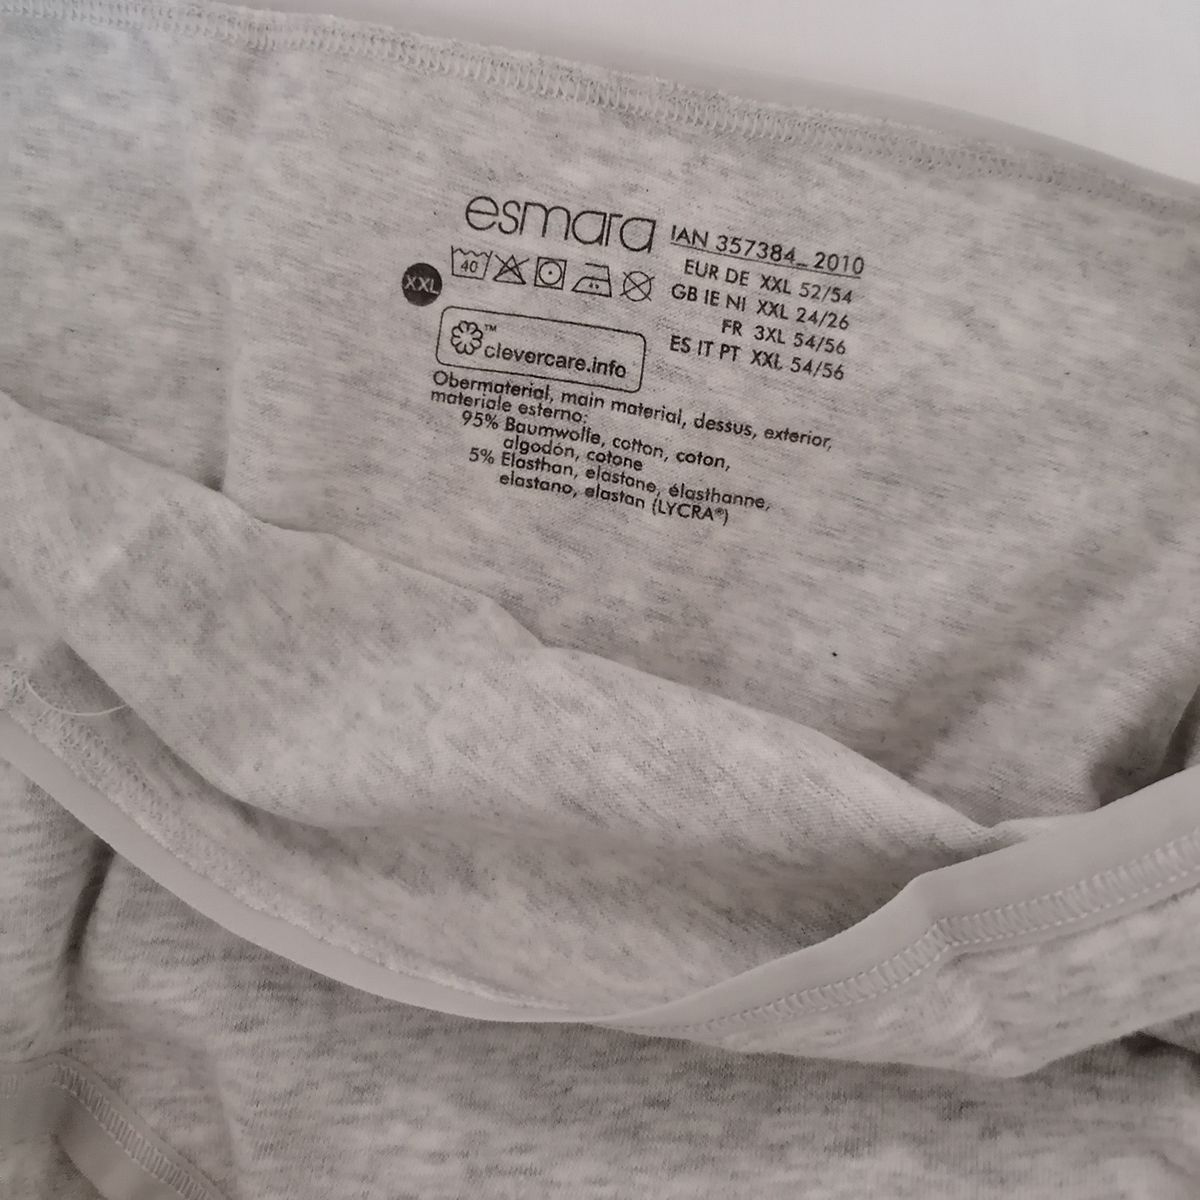 esmara
IAN 357384_2010
40
XXL
EUR DE XXL 52/54
GB IE NI XXL 24/26
FR 3XL 54/56
ES IT PT XXL 54/56
™
clevercare.info
Obermaterial, main material, dessus, exterior,
materiale esterno:
95% Baumwolle, cotton, coton,
algodón, cotone
5% Elasthan, elastane, élasthanne,
elastano, elastan (LYCRA®)